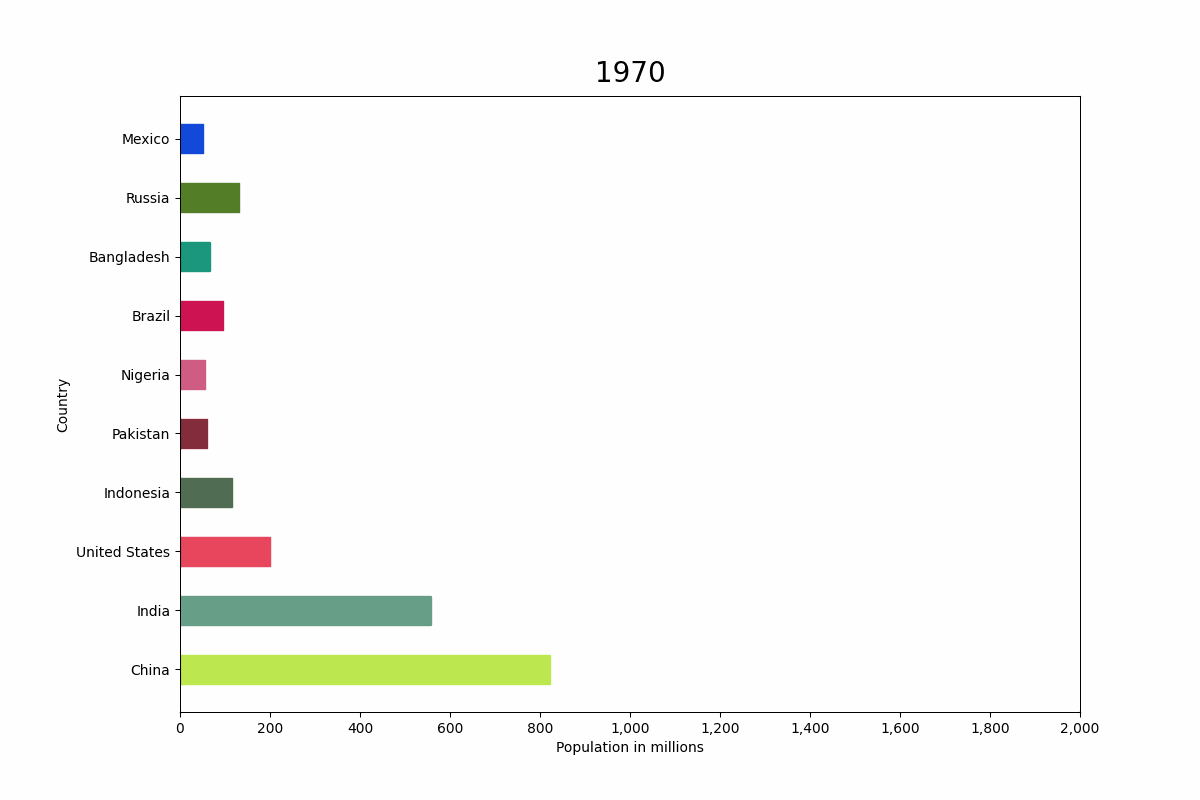 1970
Mexico
Russia
Bangladesh
Brazil
Nigeria
Pakistan
Indonesia
United States
India
China
Country
0 200 400 600 800 1,000 1,200 1,400 1,600 1,800 2,000
Population in millions